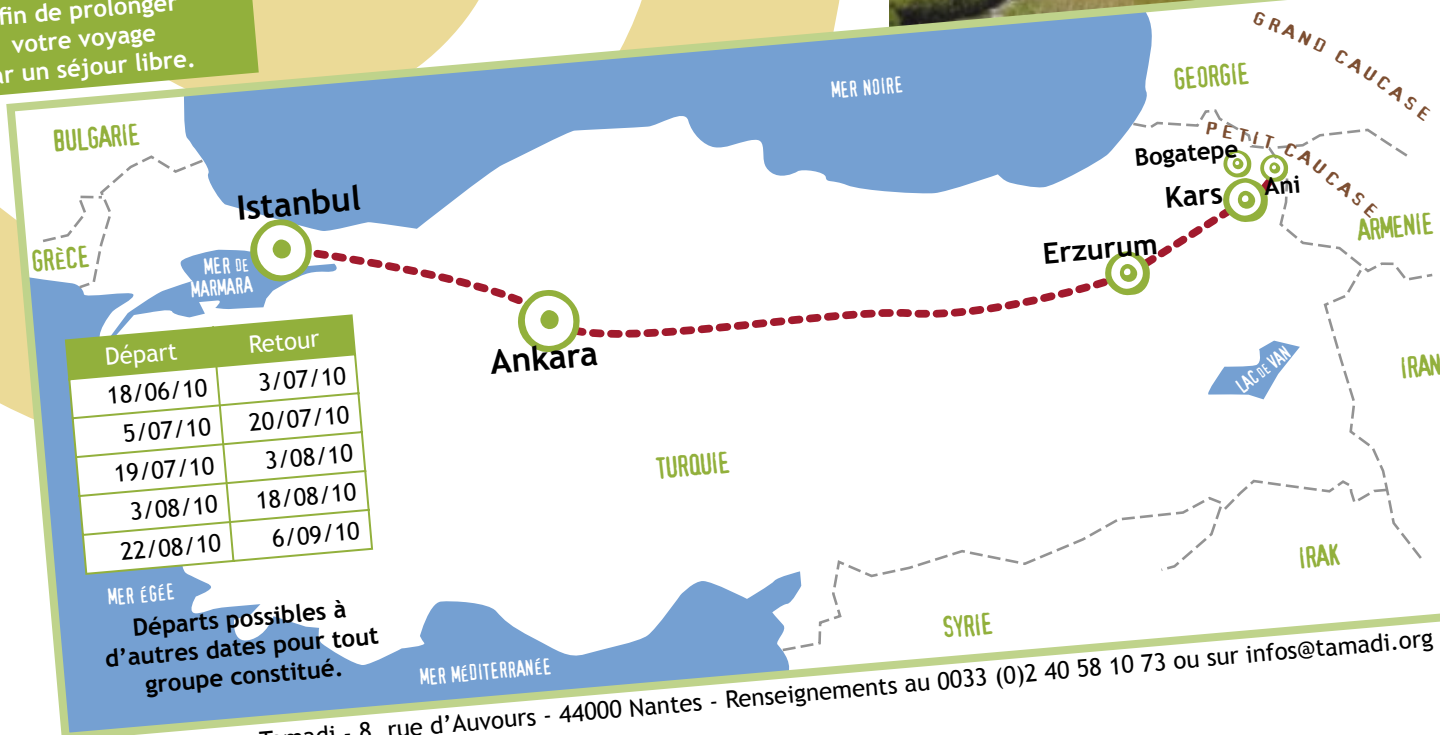 fin de prolonger
votre voyage
r un séjour libre.
GRAND CAUCASE
MER NOIRE
GEORGIE
BULGARIE
PETIT CAUCASE
Bogatepe
Ani
Kars
Istanbul
ARMENIE
GRÈCE
Erzurum
MER DE
MARMARA
Ankara
LAC DE VAN
IRAN
Départ Retour
18/06/10 3/07/10
5/07/10 20/07/10
19/07/10 3/08/10
3/08/10 18/08/10
22/08/10 6/09/10
TURQUIE
IRAK
MER ÉGÉE
SYRIE
Départs possibles à
d'autres dates pour tout
groupe constitué.
MER MÉDITERRANÉE
Tamadi - 8, rue d'Auvours - 44000 Nantes - Renseignements au 0033 (0)2 40 58 10 73 ou sur infos@tamadi.org